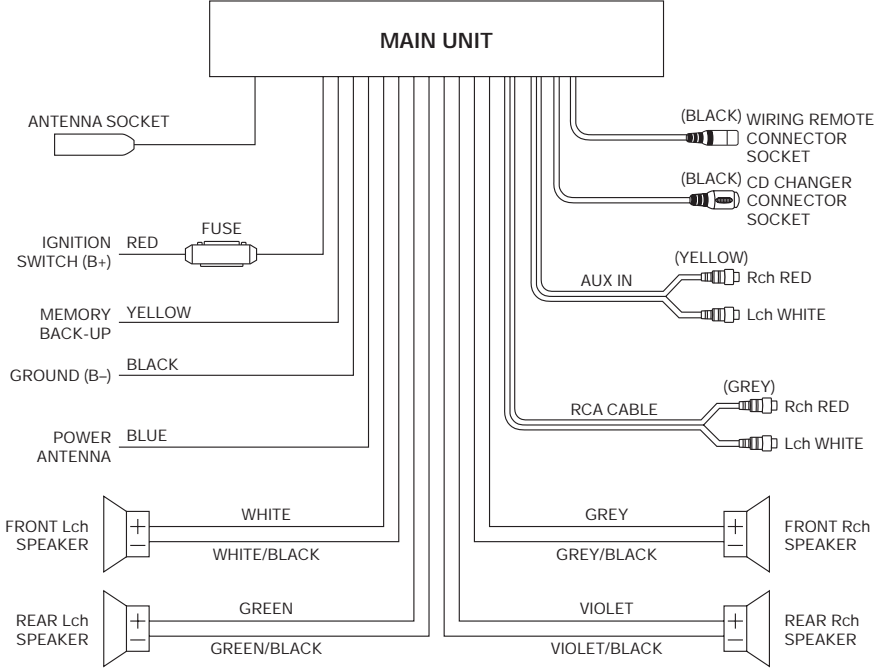 MAIN UNIT
ANTENNA SOCKET
IGNITION
SWITCH (B+)
RED
FUSE
MEMORY
BACK-UP
YELLOW
GROUND (B–)
BLACK
POWER
ANTENNA
BLUE
FRONT Lch
SPEAKER
+
–
WHITE
WHITE/BLACK
REAR Lch
SPEAKER
+
–
GREEN
GREEN/BLACK
(BLACK)
WIRING REMOTE
CONNECTOR
SOCKET
(BLACK)
CD CHANGER
CONNECTOR
SOCKET
AUX IN
(YELLOW)
Rch RED
Lch WHITE
RCA CABLE
(GREY)
Rch RED
Lch WHITE
GREY
GREY/BLACK
+
–
FRONT Rch
SPEAKER
VIOLET
VIOLET/BLACK
+
–
REAR Rch
SPEAKER